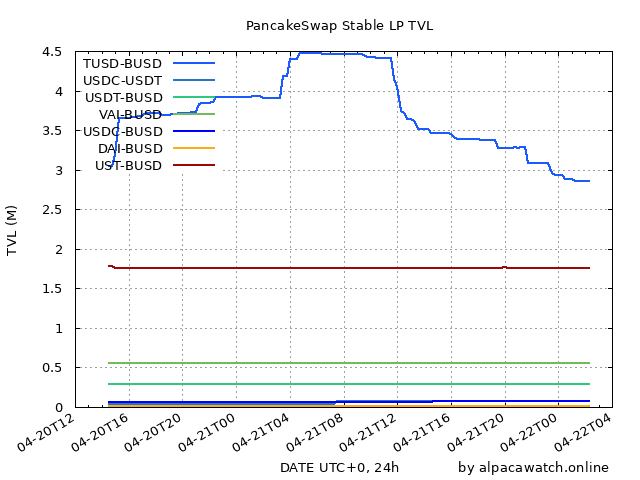 PancakeSwap Stable LP TVL
4.5
4
3.5
3
2.5
2
1.5
1
0.5
0
TVL (M)
TUSD-BUSD
USDC-USDT
USDT-BUSD
VAI-BUSD
USDC-BUSD
DAI-BUSD
UST-BUSD
04-20T12
04-20T16
04-20T20
04-21T00
04-21T04
04-21T08
04-21T12
04-21T16
04-21T20
04-22T00
04-22T04
DATE UTC+0, 24h
by alpacawatch.online